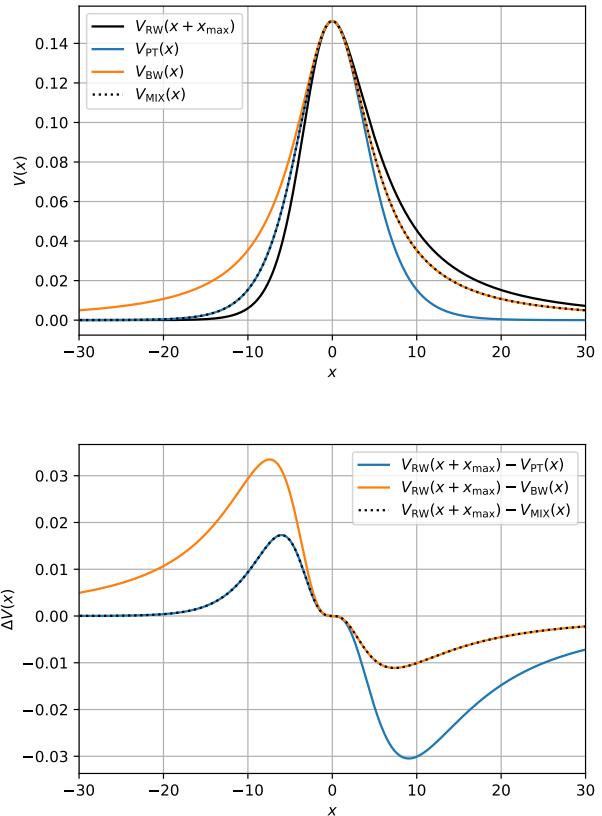 V_RW(x + x_max)
V_PT(x)
V_BW(x)
V_MIX(x)
0.14
0.12
0.10
0.08
0.06
0.04
0.02
0.00
V(x)
−30 −20 −10 0 10 20 30
x
V_RW(x + x_max) − V_PT(x)
V_RW(x + x_max) − V_BW(x)
V_RW(x + x_max) − V_MIX(x)
0.03
0.02
0.01
0.00
−0.01
−0.02
−0.03
ΔV(x)
−30 −20 −10 0 10 20 30
x